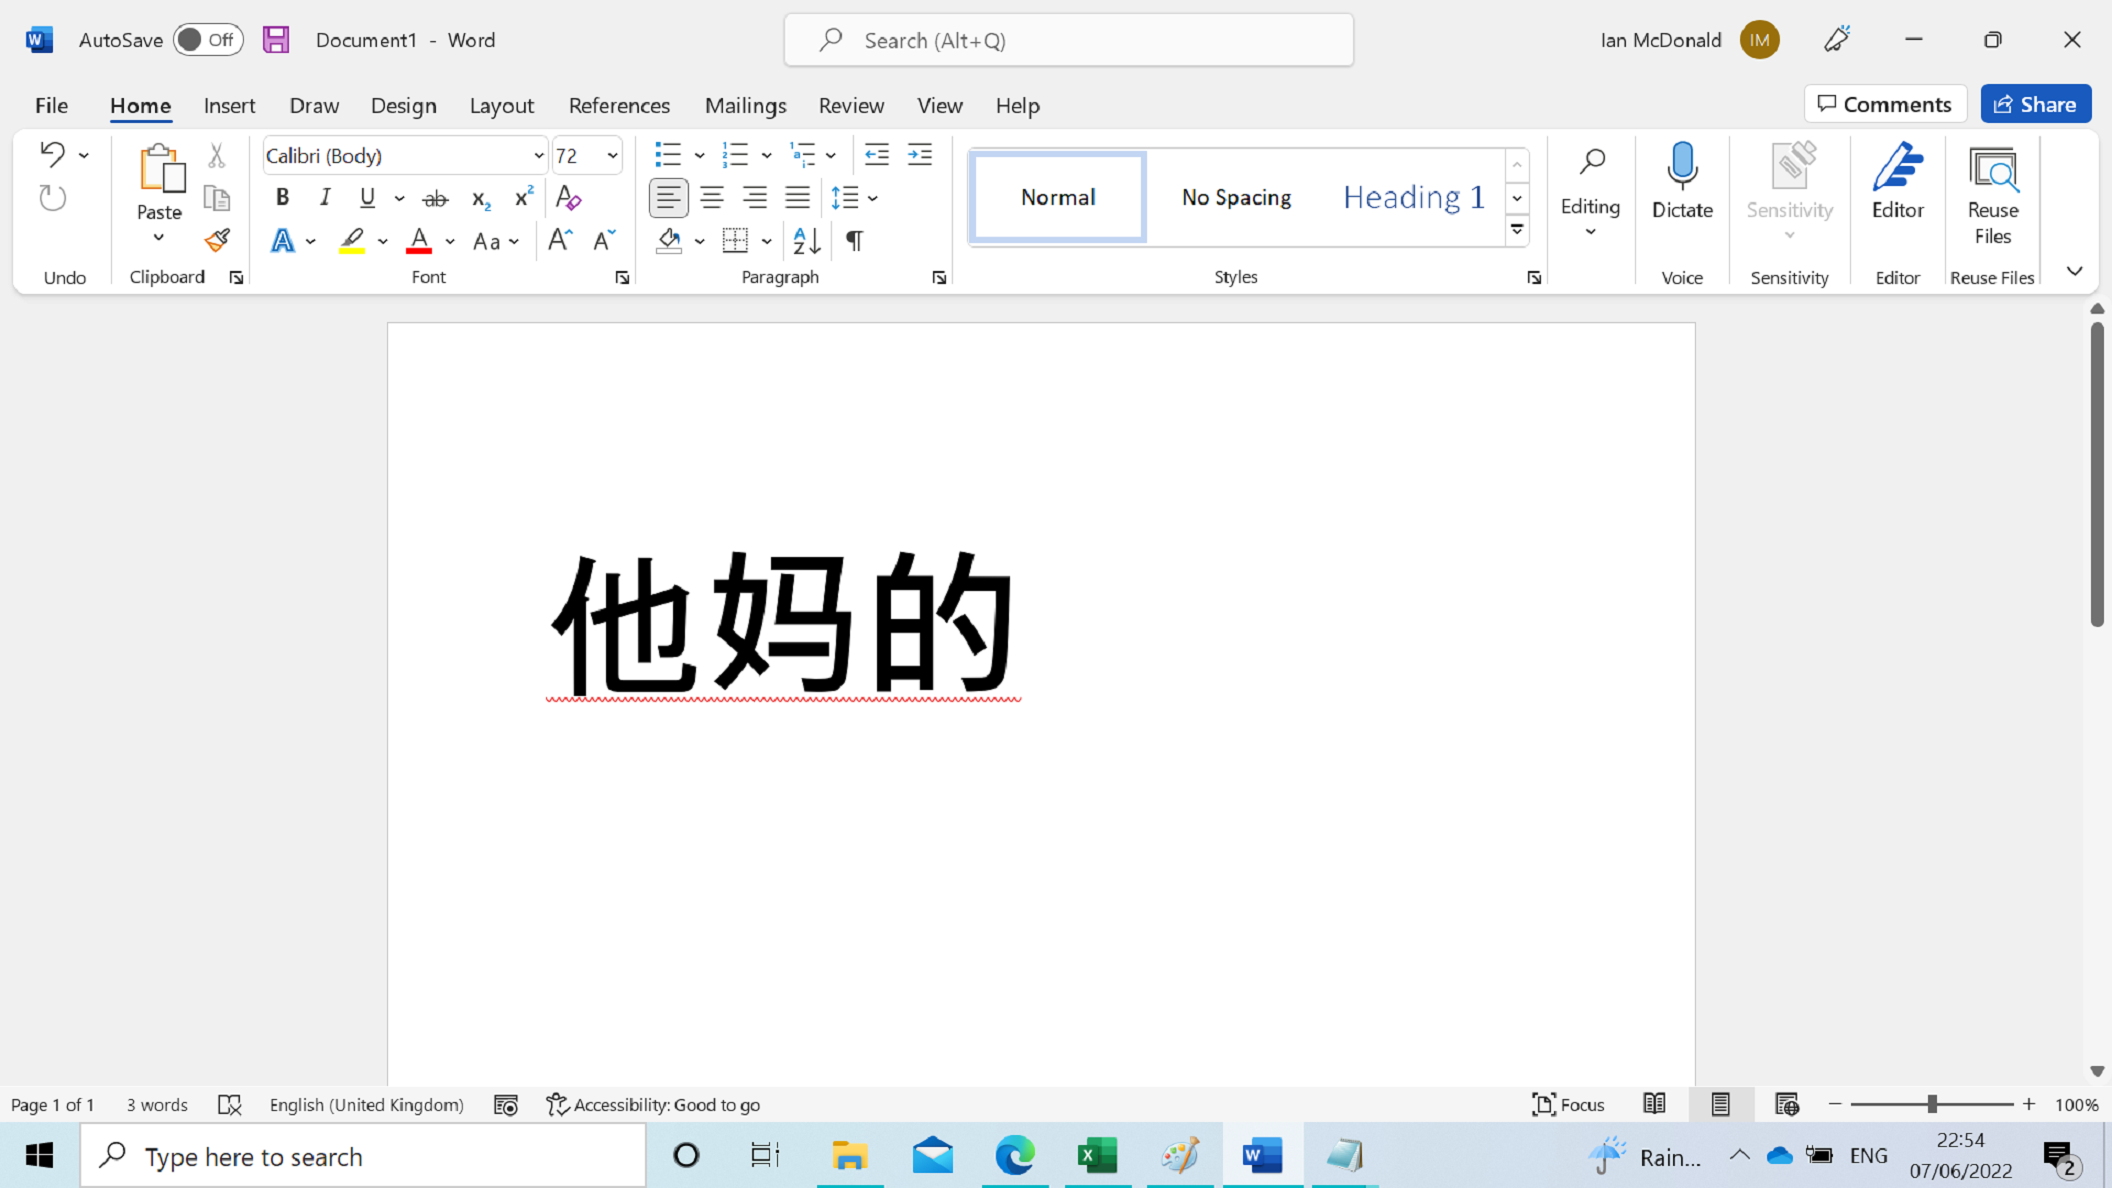 AutoSave Off Document1 - Word Search (Alt+Q) Ian McDonald IM
File Home Insert Draw Design Layout References Mailings Review View Help Comments Share
Calibri (Body) 72
Paste
Normal No Spacing Heading 1
Editing Dictate Sensitivity Editor Reuse Files
Undo Clipboard Font Paragraph Styles Voice Sensitivity Editor Reuse Files
他妈的
Page 1 of 1 3 words English (United Kingdom) Accessibility: Good to go Focus 100%
Type here to search Rain... ENG 22:54
07/06/2022 2